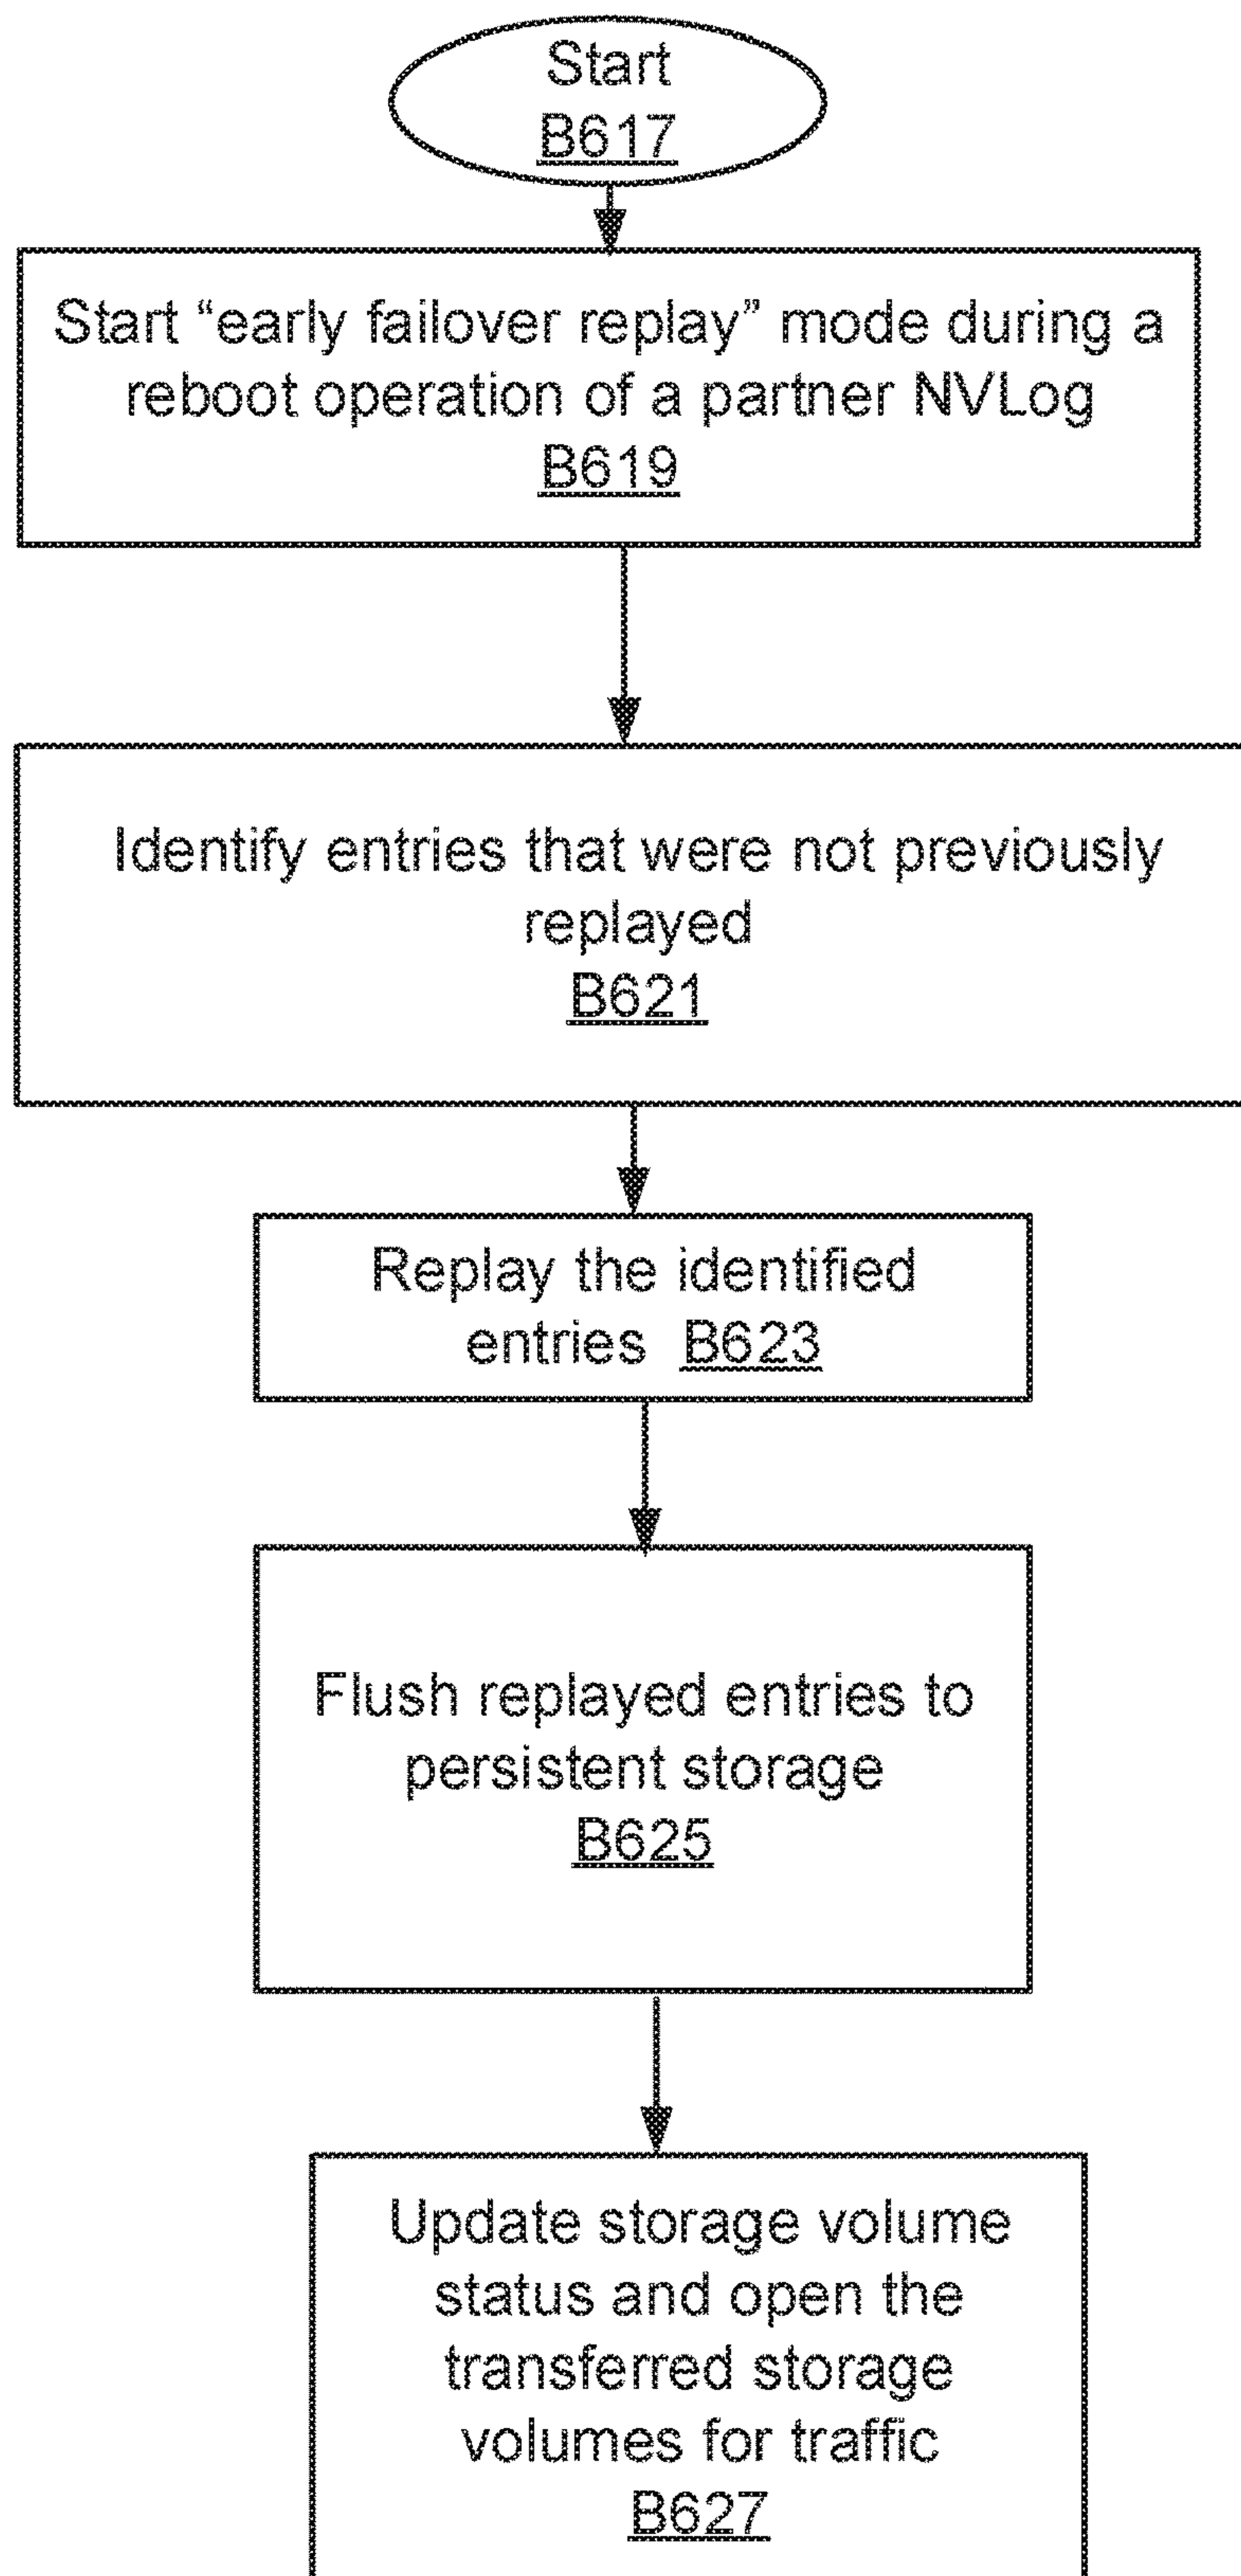 Start
B617
Start “early failover replay” mode during a
reboot operation of a partner NVLog
B619
Identify entries that were not previously
replayed
B621
Replay the identified
entries B623
Flush replayed entries to
persistent storage
B625
Update storage volume
status and open the
transferred storage
volumes for traffic
B627